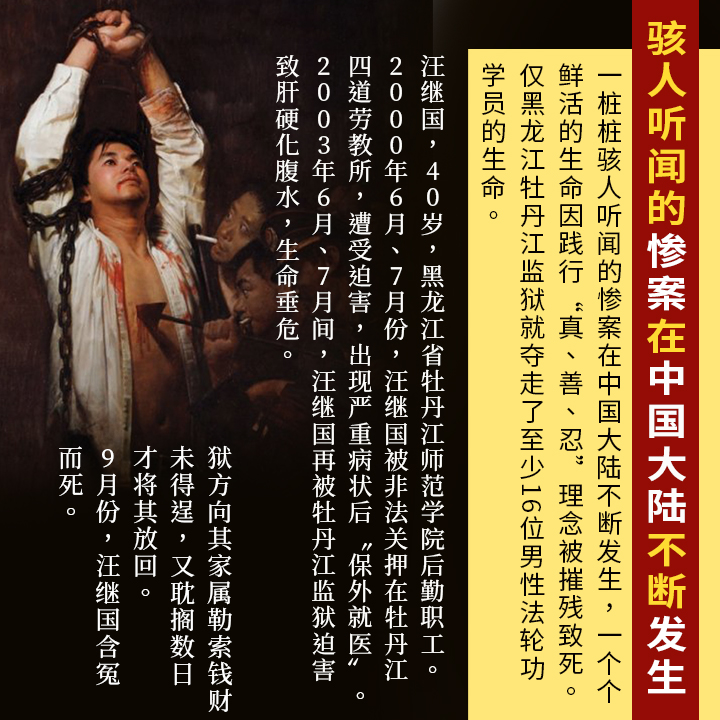 骇人听闻的惨案在中国大陆不断发生
一桩桩骇人听闻的惨案在中国大陆不断发生，一个个
鲜活的生命因践行“真、善、忍”理念被摧残致死。
仅黑龙江牡丹江监狱就夺走了至少16位男性法轮功
学员的生命。
汪继国，40岁，黑龙江省牡丹江师范学院后勤职工。
2000年6月、7月份，汪继国被非法关押在牡丹江
四道劳教所，遭受迫害，出现严重病状后“保外就医”。
2003年6月、7月间，汪继国再被牡丹江监狱迫害
致肝硬化腹水，生命垂危。
狱方向其家属勒索钱财
未得逞，又耽搁数日
才将其放回。
9月份，汪继国含冤
而死。